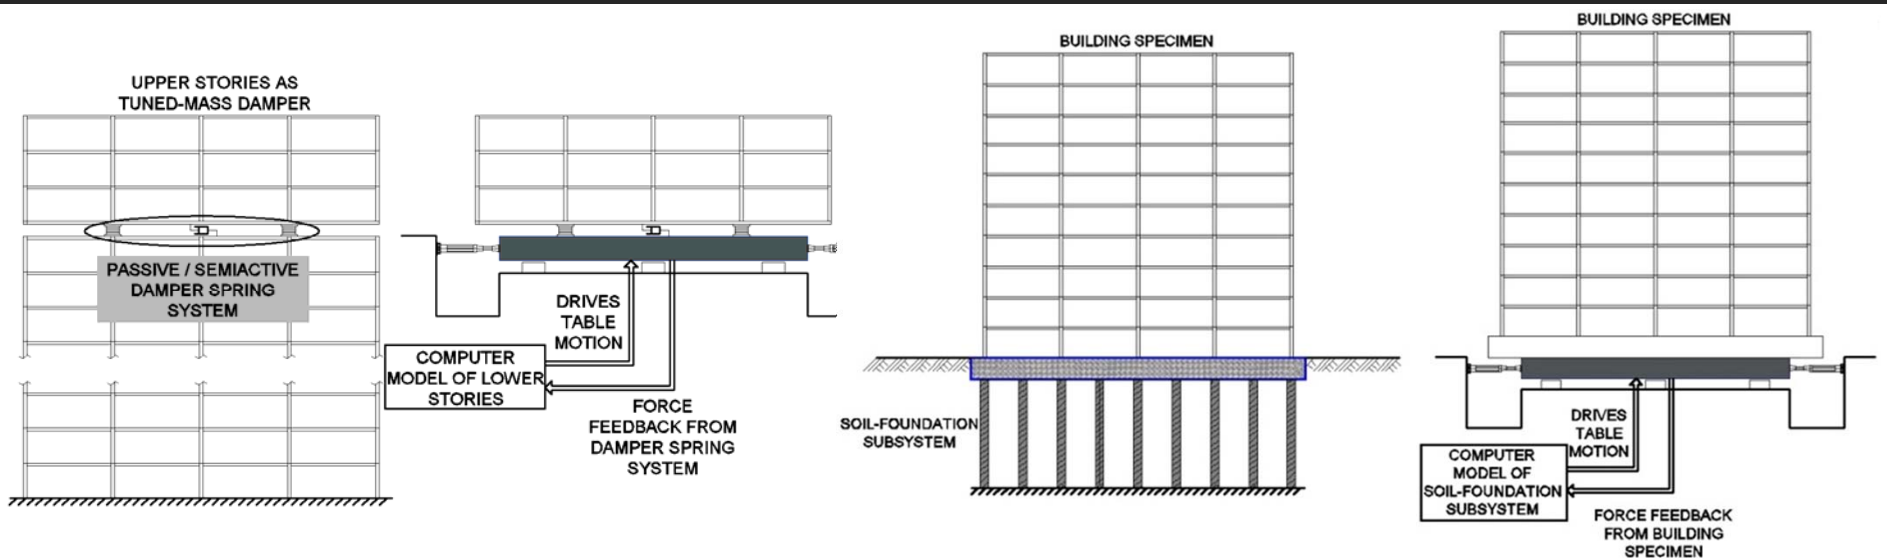 UPPER STORIES AS
TUNED-MASS DAMPER
PASSIVE / SEMIACTIVE
DAMPER SPRING
SYSTEM
DRIVES
TABLE
MOTION
COMPUTER
MODEL OF LOWER
STORIES
FORCE
FEEDBACK FROM
DAMPER SPRING
SYSTEM
BUILDING SPECIMEN
SOIL-FOUNDATION
SUBSYSTEM
BUILDING SPECIMEN
DRIVES
TABLE
MOTION
COMPUTER
MODEL OF
SOIL-FOUNDATION
SUBSYSTEM
FORCE FEEDBACK
FROM BUILDING
SPECIMEN